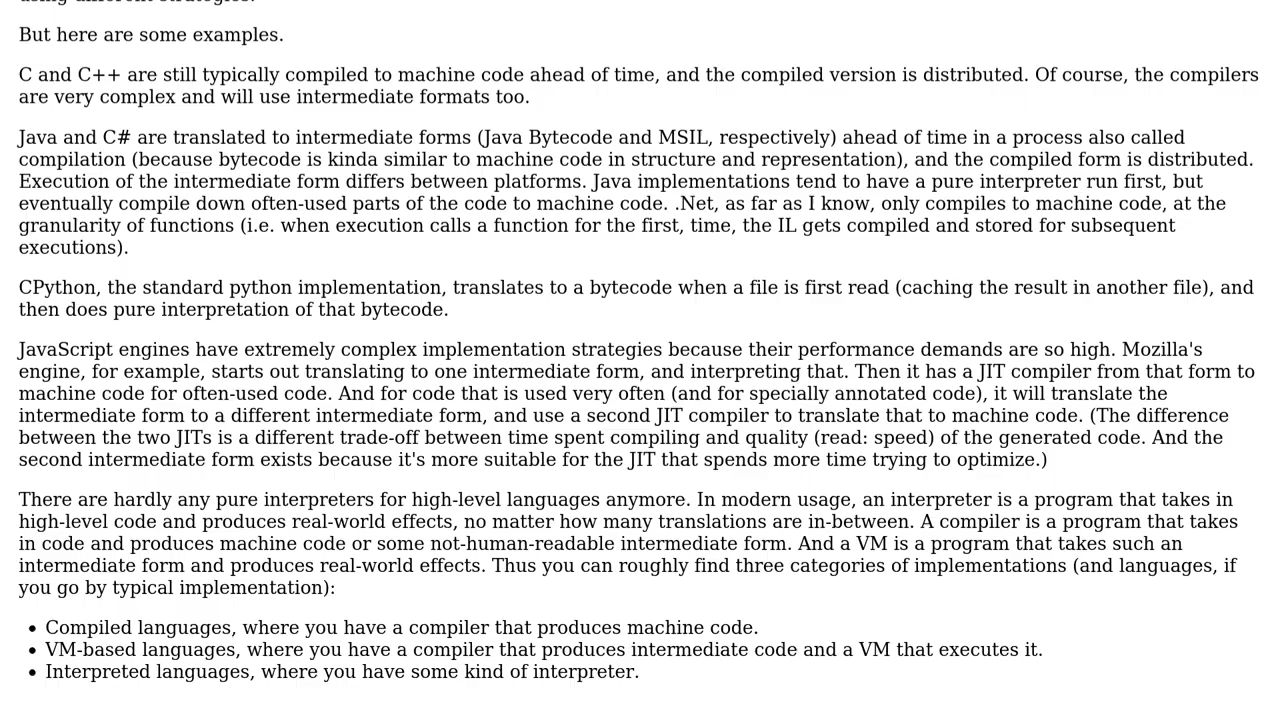 But here are some examples.
C and C++ are still typically compiled to machine code ahead of time, and the compiled version is distributed. Of course, the compilers
are very complex and will use intermediate formats too.
Java and C# are translated to intermediate forms (Java Bytecode and MSIL, respectively) ahead of time in a process also called
compilation (because bytecode is kinda similar to machine code in structure and representation), and the compiled form is distributed.
Execution of the intermediate form differs between platforms. Java implementations tend to have a pure interpreter run first, but
eventually compile down often-used parts of the code to machine code. .Net, as far as I know, only compiles to machine code, at the
granularity of functions (i.e. when execution calls a function for the first, time, the IL gets compiled and stored for subsequent
executions).
CPython, the standard python implementation, translates to a bytecode when a file is first read (caching the result in another file), and
then does pure interpretation of that bytecode.
JavaScript engines have extremely complex implementation strategies because their performance demands are so high. Mozilla's
engine, for example, starts out translating to one intermediate form, and interpreting that. Then it has a JIT compiler from that form to
machine code for often-used code. And for code that is used very often (and for specially annotated code), it will translate the
intermediate form to a different intermediate form, and use a second JIT compiler to translate that to machine code. (The difference
between the two JITs is a different trade-off between time spent compiling and quality (read: speed) of the generated code. And the
second intermediate form exists because it's more suitable for the JIT that spends more time trying to optimize.)
There are hardly any pure interpreters for high-level languages anymore. In modern usage, an interpreter is a program that takes in
high-level code and produces real-world effects, no matter how many translations are in-between. A compiler is a program that takes
in code and produces machine code or some not-human-readable intermediate form. And a VM is a program that takes such an
intermediate form and produces real-world effects. Thus you can roughly find three categories of implementations (and languages, if
you go by typical implementation):
• Compiled languages, where you have a compiler that produces machine code.
• VM-based languages, where you have a compiler that produces intermediate code and a VM that executes it.
• Interpreted languages, where you have some kind of interpreter.